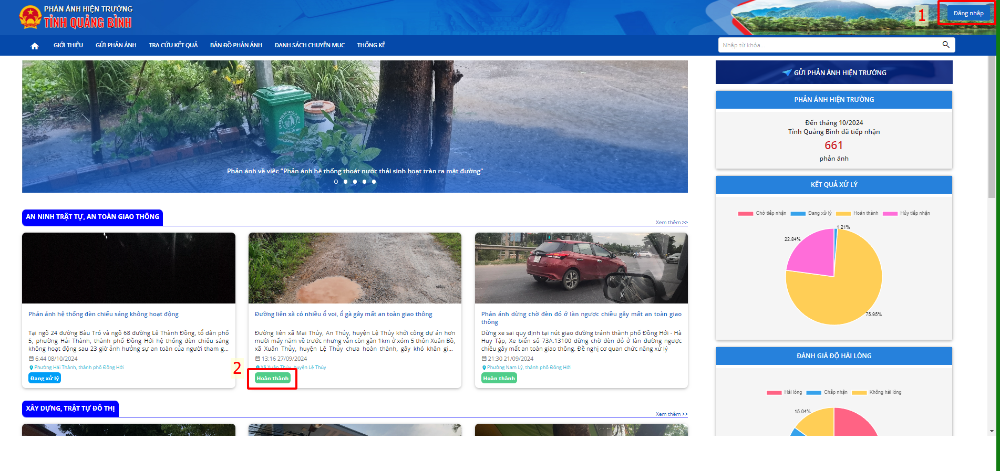 PHẢN ÁNH HIỆN TRƯỜNG
TỈNH QUẢNG BÌNH
1
Đăng nhập
GIỚI THIỆU
GỬI PHẢN ÁNH
TRA CỨU KẾT QUẢ
BẢN ĐỒ PHẢN ÁNH
DANH SÁCH CHUYÊN MỤC
THỐNG KÊ
Nhập từ khóa...
Phản ánh về việc "Phản ánh hệ thống thoát nước thải sinh hoạt tràn ra mặt đường"
GỬI PHẢN ÁNH HIỆN TRƯỜNG
PHẢN ÁNH HIỆN TRƯỜNG
Đến tháng 10/2024
Tỉnh Quảng Bình đã tiếp nhận
661
phản ánh
KẾT QUẢ XỬ LÝ
Chờ tiếp nhận
Đang xử lý
Hoàn thành
Hủy tiếp nhận
1.21%
22.84%
75.95%
ĐÁNH GIÁ ĐỘ HÀI LÒNG
Hài lòng
Chấp nhận
Không hài lòng
15.04%
AN NINH TRẬT TỰ, AN TOÀN GIAO THÔNG
Xem thêm >>
Phản ánh hệ thống đèn chiếu sáng không hoạt động
Tại ngõ 24 đường Bàu Tró và ngõ 68 đường Lê Thành Đồng, tổ dân phố
5, phường Hải Thành, thành phố Đồng Hới hệ thống đèn chiếu sáng
không hoạt động sau 23 giờ ảnh hưởng sự an toàn của người tham g...
6:44 08/10/2024
Phường Hải Thành, thành phố Đồng Hới
Đang xử lý
Đường liên xã có nhiều ổ voi, ổ gà gây mất an toàn giao thông
Đường liên xã Mai Thủy, An Thủy, huyện Lệ Thủy khởi công dự án hơn
mười mấy năm về trước nhưng vẫn còn gần 1km ở xóm 5 thôn Xuân Bồ,
xã Xuân Thủy, huyện Lệ Thủy chưa hoàn thành, gây khó khăn gi...
13:16 27/09/2024
Xã Xuân Thủy, huyện Lệ Thủy
2
Hoàn thành
Phản ánh dừng chờ đèn đỏ ở làn ngược chiều gây mất an toàn giao
thông
Dừng xe sai quy định tại nút giao đường tránh thành phố Đồng Hới - Hà
Huy Tập, Xe biển số 73A.13100 dừng chờ đèn đỏ ở làn đường ngược
chiều gây mất an toàn giao thông. Đề nghị cơ quan chức năng xử lý
21:30 21/09/2024
Phường Nam Lý, thành phố Đồng Hới
Hoàn thành
XÂY DỰNG, TRẬT TỰ ĐÔ THỊ
Xem thêm >>